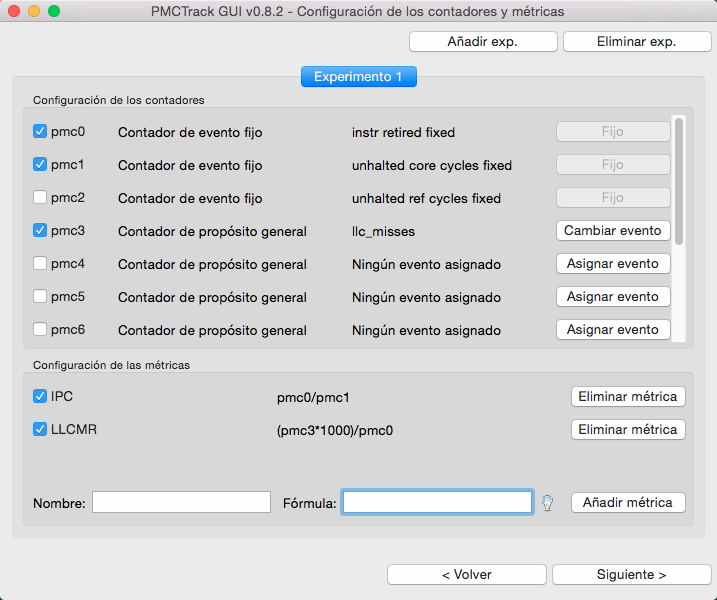 PMCTrack GUI v0.8.2 - Configuración de los contadores y métricas
Añadir exp. Eliminar exp.
Experimento 1
Configuración de los contadores
pmc0 Contador de evento fijo instr retired fixed Fijo
pmc1 Contador de evento fijo unhalted core cycles fixed Fijo
pmc2 Contador de evento fijo unhalted ref cycles fixed Fijo
pmc3 Contador de propósito general llc_misses Cambiar evento
pmc4 Contador de propósito general Ningún evento asignado Asignar evento
pmc5 Contador de propósito general Ningún evento asignado Asignar evento
pmc6 Contador de propósito general Ningún evento asignado Asignar evento
Configuración de las métricas
IPC pmc0/pmc1 Eliminar métrica
LLCMR (pmc3*1000)/pmc0 Eliminar métrica
Nombre: Fórmula: Añadir métrica
< Volver Siguiente >